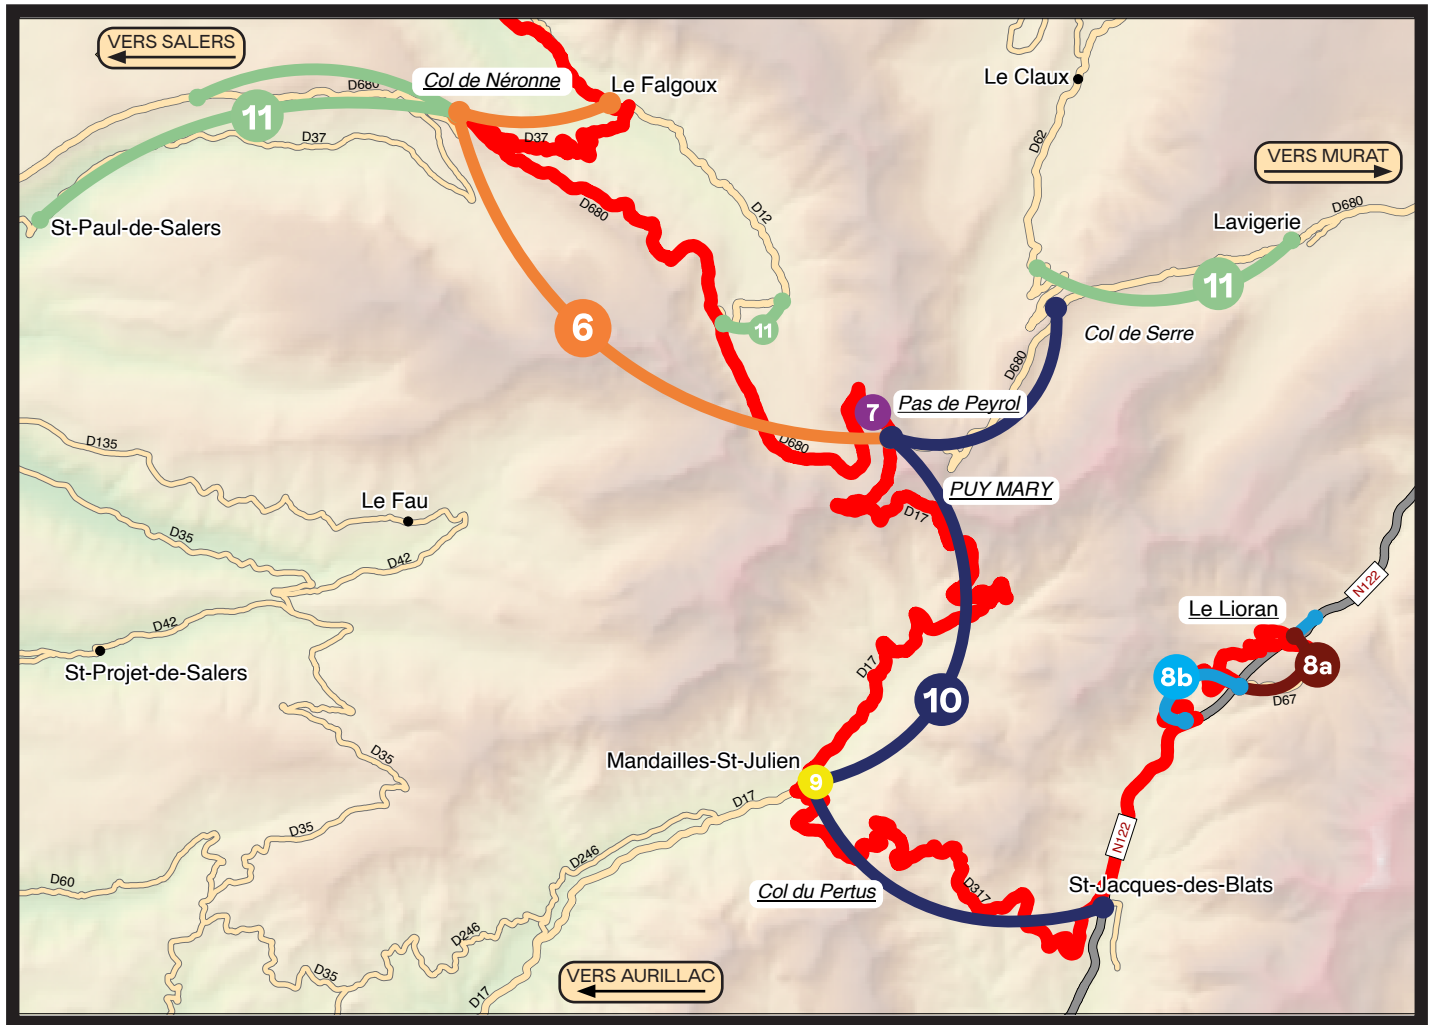 VERS SALERS
Col de Néronne
Le Falgoux
Le Claux
D680
11
D37
D37
D62
VERS MURAT
D680
D12
D680
Lavigerie
St-Paul-de-Salers
11
6
11
Col de Serre
D680
7
Pas de Peyrol
D680
D135
PUY MARY
Le Fau
D17
D35
D42
N122
D42
Le Lioran
St-Projet-de-Salers
D17
8b
8a
D67
10
D35
Mandailles-St-Julien
9
D17
D35
N122
D246
D60
Col du Pertus
D317
St-Jacques-des-Blats
D246
D35
VERS AURILLAC
D17